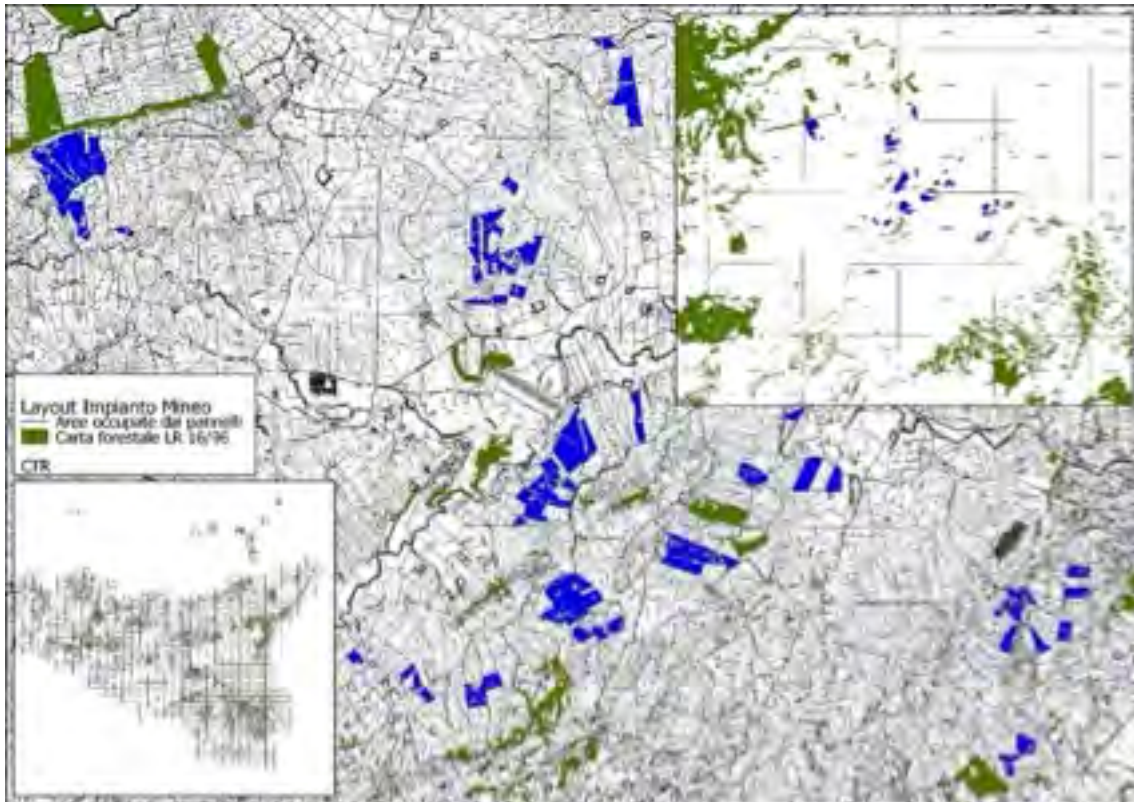 Layout Impianto Mineo
Aree occupate dai pannelli
Carta forestale LR 16/96
CTR